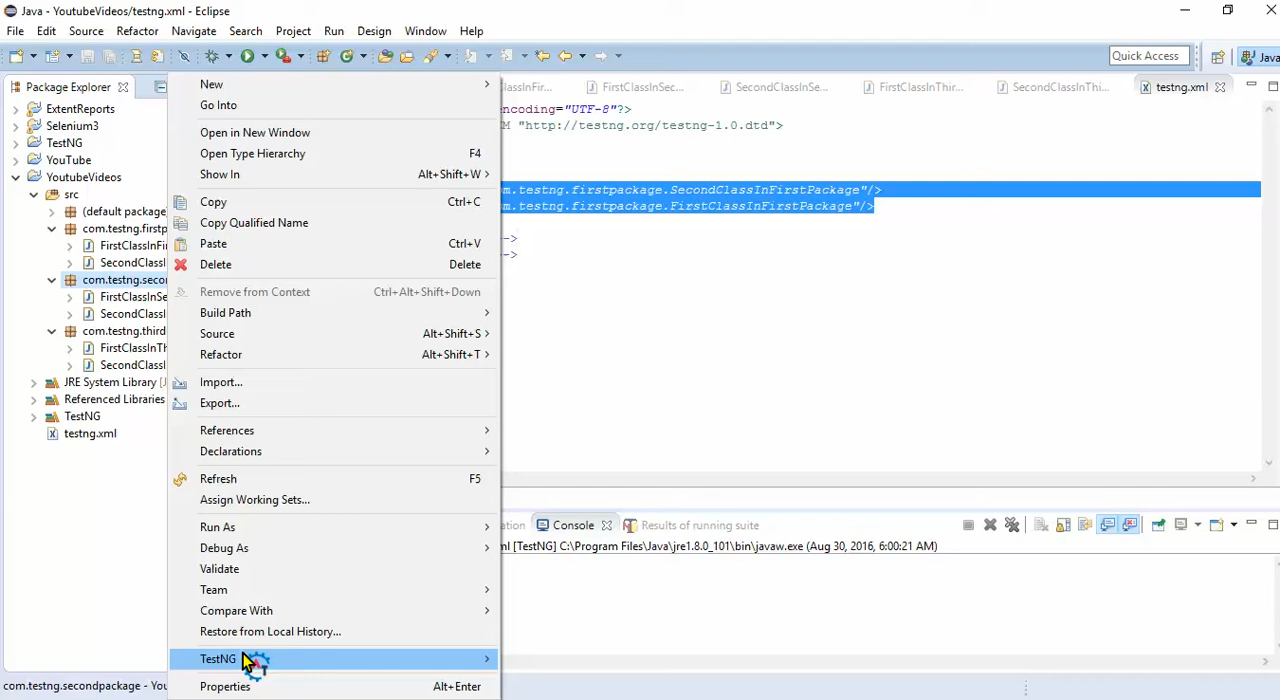 Java - YoutubeVideos/testng.xml - Eclipse
File Edit Source Refactor Navigate Search Project Run Design Window Help
Quick Access
Java
Package Explorer
ExtentReports
Selenium3
TestNG
YouTube
YoutubeVideos
src
(default package
com.testng.firstp
FirstClassInFi
SecondClassI
com.testng.seco
FirstClassInSe
SecondClassI
com.testng.third
FirstClassInTh
SecondClassI
JRE System Library [
Referenced Libraries
TestNG
testng.xml
New
Go Into
Open in New Window
Open Type Hierarchy F4
Show In Alt+Shift+W
Copy Ctrl+C
Copy Qualified Name
Paste Ctrl+V
Delete Delete
Remove from Context Ctrl+Alt+Shift+Down
Build Path
Source Alt+Shift+S
Refactor Alt+Shift+T
Import...
Export...
References
Declarations
Refresh F5
Assign Working Sets...
Run As
Debug As
Validate
Team
Compare With
Restore from Local History...
TestNG
Properties Alt+Enter
lassInFir... FirstClassInSec... SecondClassInSe... FirstClassInThi... SecondClassInThi... testng.xml
encoding="UTF-8"?>
M "http://testng.org/testng-1.0.dtd">
m.testng.firstpackage.SecondClassInFirstPackage"/>
m.testng.firstpackage.FirstClassInFirstPackage"/>
-->
-->
ation Console Results of running suite
ml [TestNG] C:\Program Files\Java\jre1.8.0_101\bin\javaw.exe (Aug 30, 2016, 6:00:21 AM)
com.testng.secondpackage - You